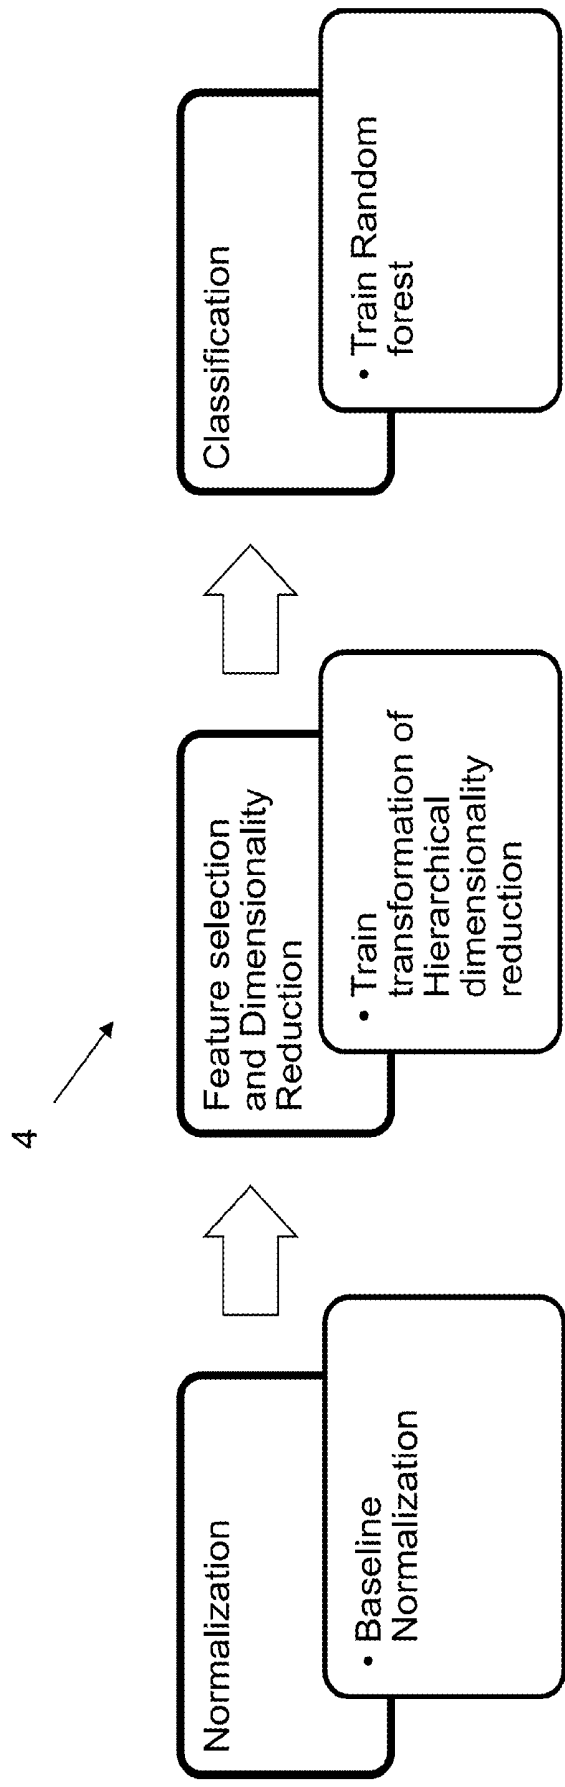 4
Normalization
• Baseline
Normalization
Feature selection
and Dimensionality
Reduction
• Train
transformation of
Hierarchical
dimensionality
reduction
Classification
• Train Random
forest